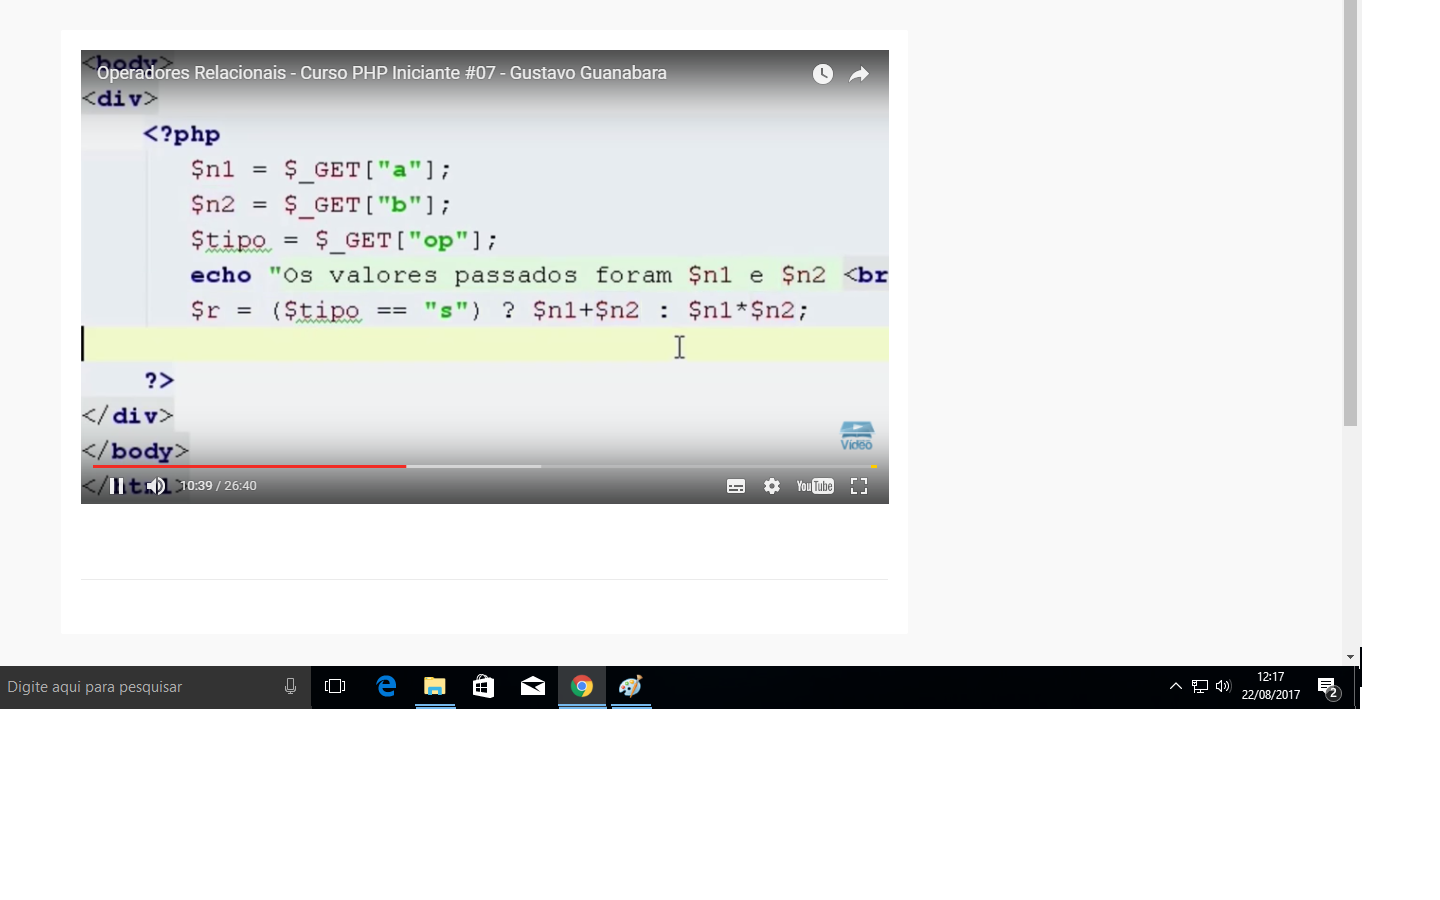 <body>
Operadores Relacionais - Curso PHP Iniciante #07 - Gustavo Guanabara
<div>
<?php
$n1 = $_GET["a"];
$n2 = $_GET["b"];
$tipo = $_GET["op"];
echo "Os valores passados foram $n1 e $n2 <br
$r = ($tipo == "s") ? $n1+$n2 : $n1*$n2;
?>
</div>
</body>
Vídeo
</html>
10:39 / 26:40
YouTube
Digite aqui para pesquisar
12:17
22/08/2017
2